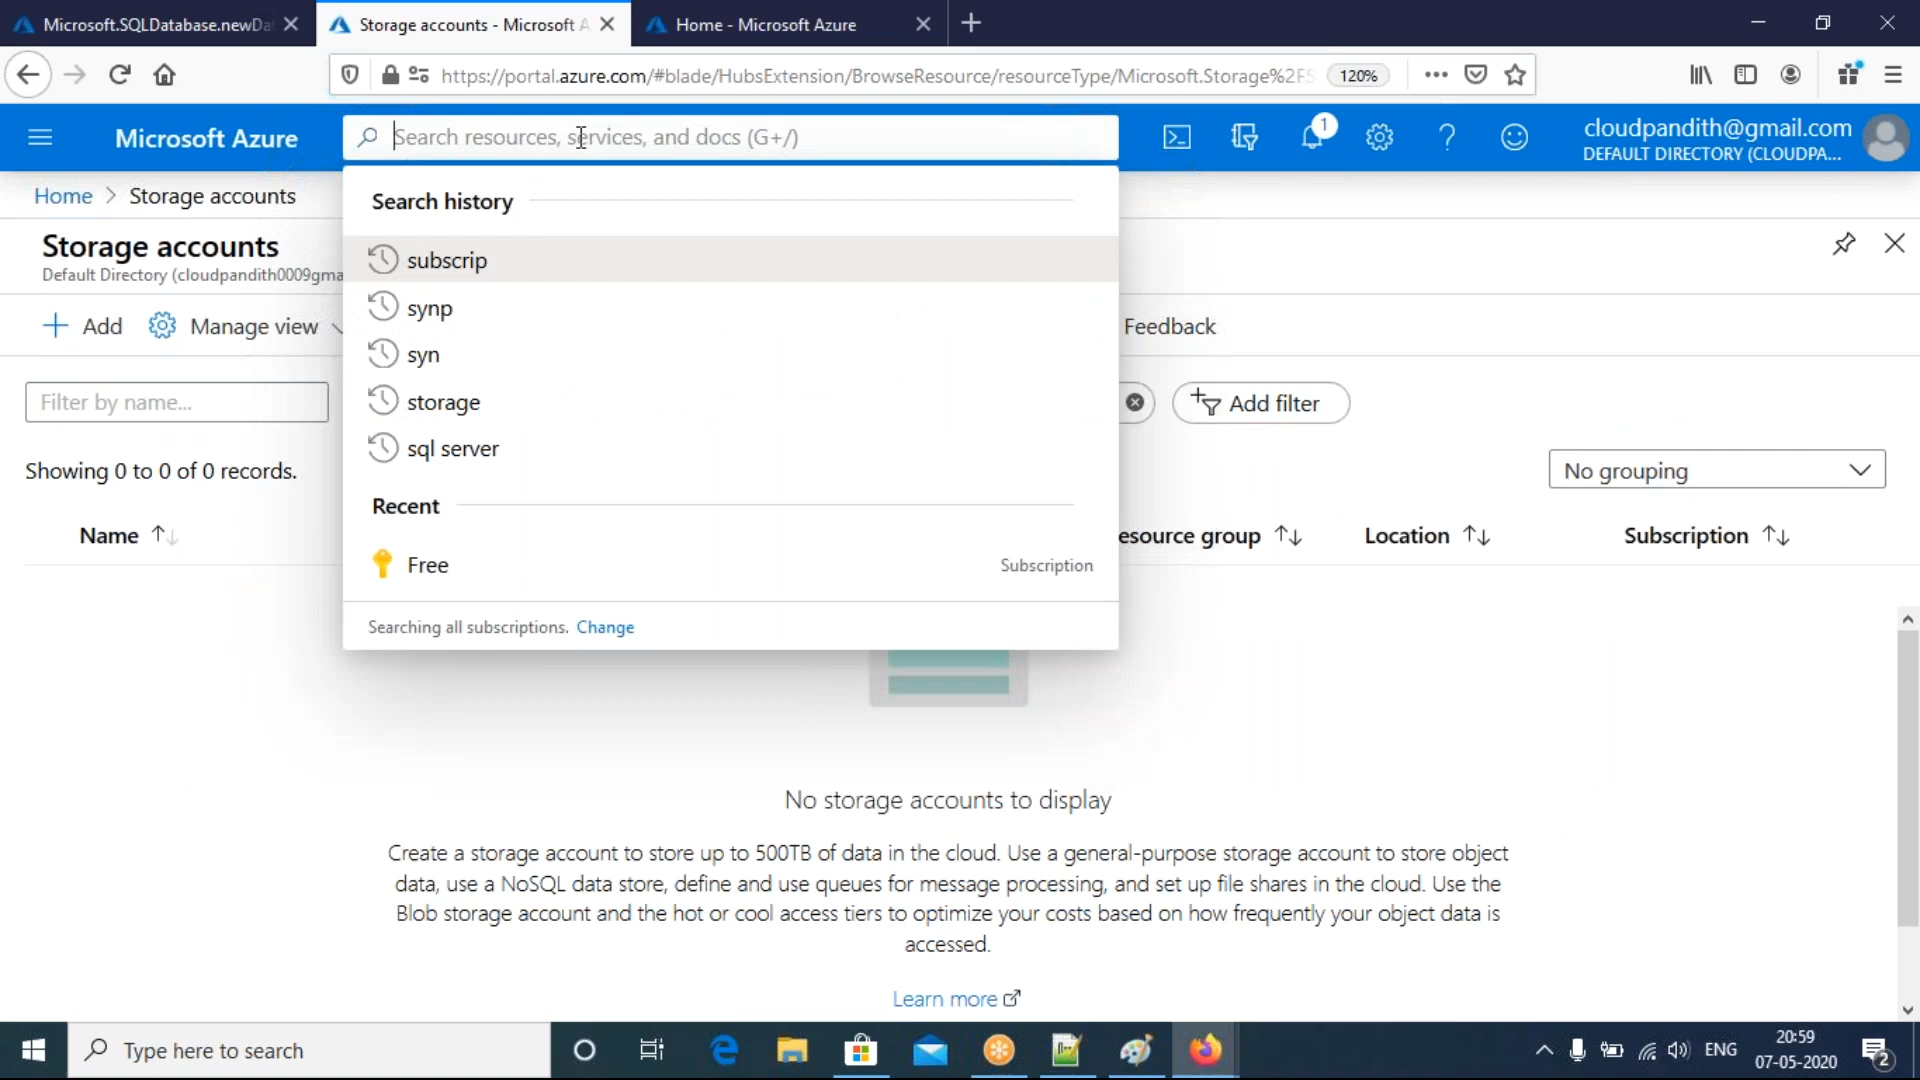 Microsoft.SQLDatabase.newDa
Storage accounts - Microsoft A
Home - Microsoft Azure
https://portal.azure.com/#blade/HubsExtension/BrowseResource/resourceType/Microsoft.Storage%2FS
120%
Microsoft Azure
Search resources, services, and docs (G+/)
1
cloudpandith@gmail.com
DEFAULT DIRECTORY (CLOUDPA...
Home > Storage accounts
Storage accounts
Default Directory (cloudpandith0009gma
Search history
subscrip
synp
syn
storage
sql server
Recent
Free
Subscription
Searching all subscriptions. Change
Add
Manage view
Feedback
Filter by name...
Add filter
Showing 0 to 0 of 0 records.
No grouping
Name
esource group
Location
Subscription
No storage accounts to display
Create a storage account to store up to 500TB of data in the cloud. Use a general-purpose storage account to store object
data, use a NoSQL data store, define and use queues for message processing, and set up file shares in the cloud. Use the
Blob storage account and the hot or cool access tiers to optimize your costs based on how frequently your object data is
accessed.
Learn more
Type here to search
ENG
20:59
07-05-2020
2